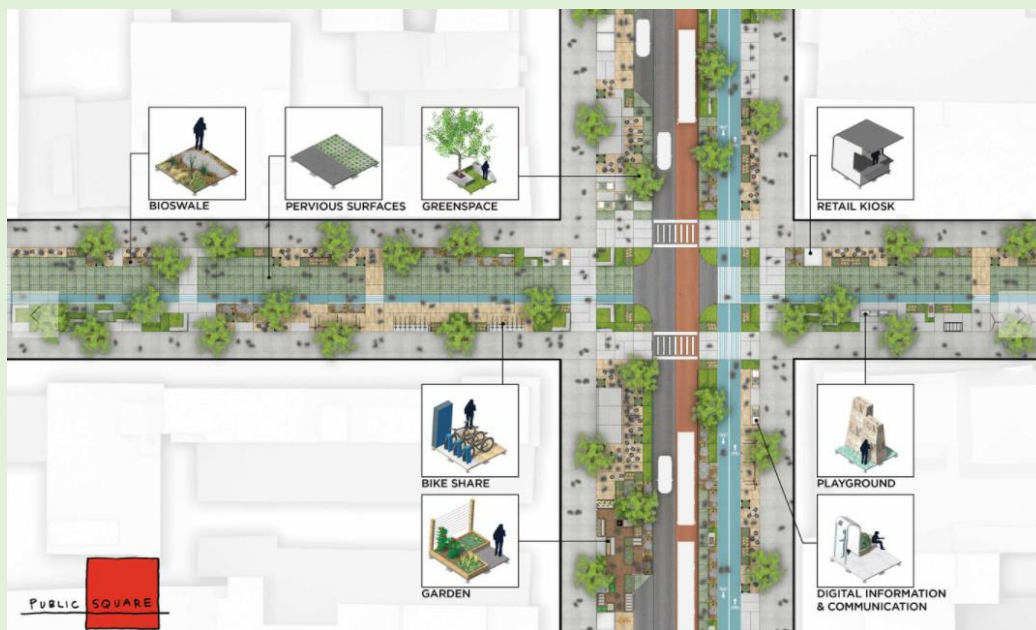 BIOSWALE
PERVIOUS SURFACES
GREENSPACE
RETAIL KIOSK
BIKE SHARE
PLAYGROUND
GARDEN
DIGITAL INFORMATION
& COMMUNICATION
PUBLIC SQUARE